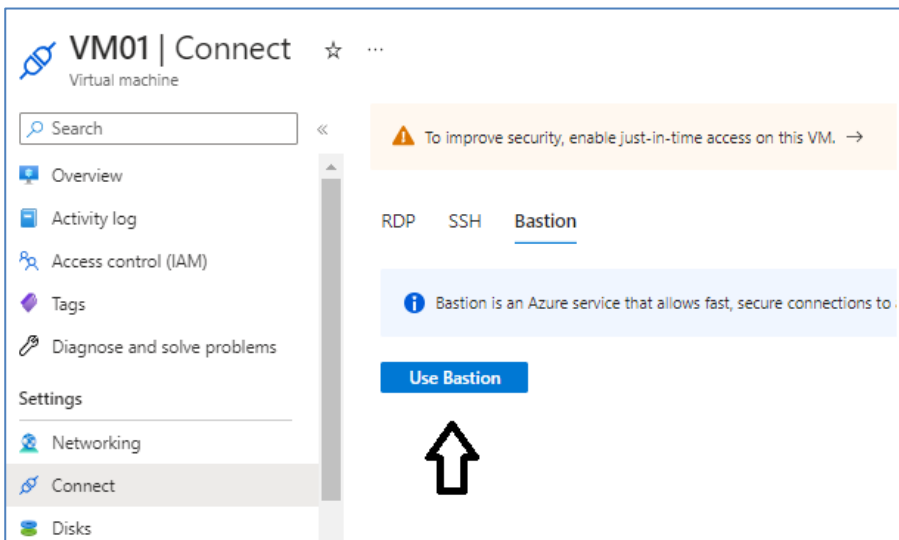 VM01 | Connect
Virtual machine
Search
Overview
Activity log
Access control (IAM)
Tags
Diagnose and solve problems
Settings
Networking
Connect
Disks
To improve security, enable just-in-time access on this VM. →
RDP SSH Bastion
Bastion is an Azure service that allows fast, secure connections to
Use Bastion